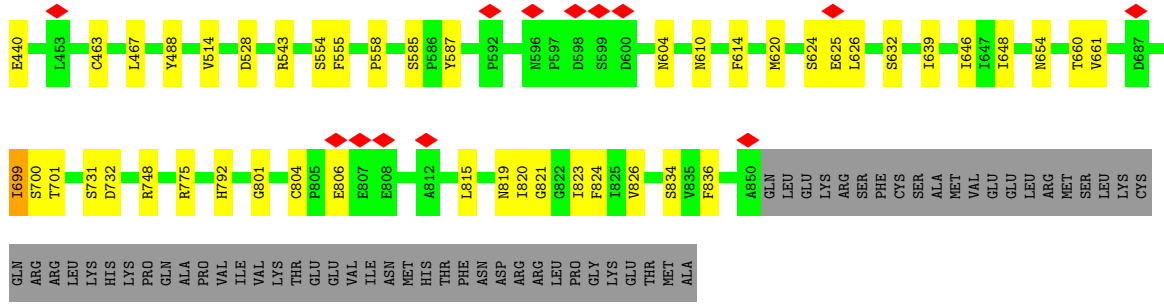 E440 L453 C463 L467 Y488 V514 D528 R543 S554 F555 P558 S585 P586 Y587 P592 N596 P597 D598 S599 D600 N604 N610 F614 M620 S624 E625 L626 S632 I639 I646 I647 I648 N654 T660 V661 D687
I699 S700 T701 S731 D732 R748 R775 H792 G801 C804 P805 E806 E807 E808 A812 L815 N819 I820 G821 G822 I823 F824 I825 V826 S834 V835 F836 A850 GLN LEU GLU LYS ARG SER PHE CYS SER ALA MET VAL GLU GLU LEU ARG MET SER LEU LYS CYS
GLN ARG ARG LEU LYS HIS LYS PRO GLN ALA PRO VAL ILE VAL LYS THR GLU GLU VAL ILE ASN MET HIS THR PHE ASN ASP ARG ARG LEU PRO GLY LYS GLU THR MET ALA